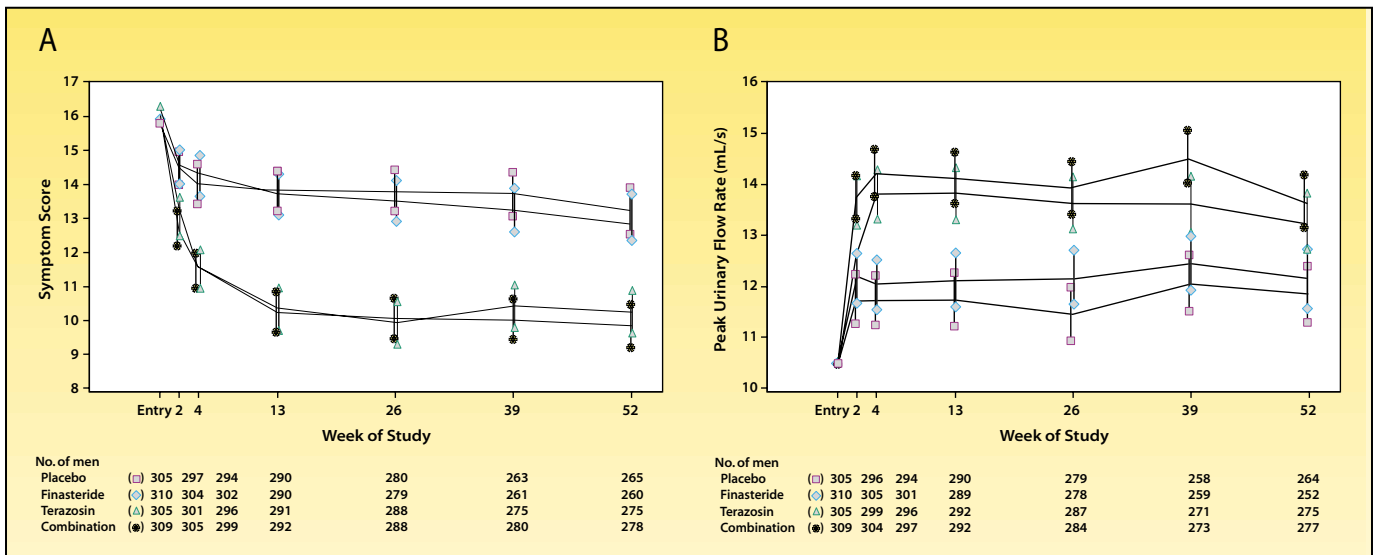 A
Symptom Score
17
16
15
14
13
12
11
10
9
8
Entry 2 4 13 26 39 52
Week of Study
No. of men
Placebo ( ) 305 297 294 290 280 263 265
Finasteride ( ) 310 304 302 290 279 261 260
Terazosin ( ) 305 301 296 291 288 275 275
Combination ( ) 309 305 299 292 288 280 278
B
Peak Urinary Flow Rate (mL/s)
16
15
14
13
12
11
10
Entry 2 4 13 26 39 52
Week of Study
No. of men
Placebo ( ) 305 296 294 290 279 258 264
Finasteride ( ) 310 305 301 289 278 259 252
Terazosin ( ) 305 299 296 292 287 271 275
Combination ( ) 309 304 297 292 284 273 277